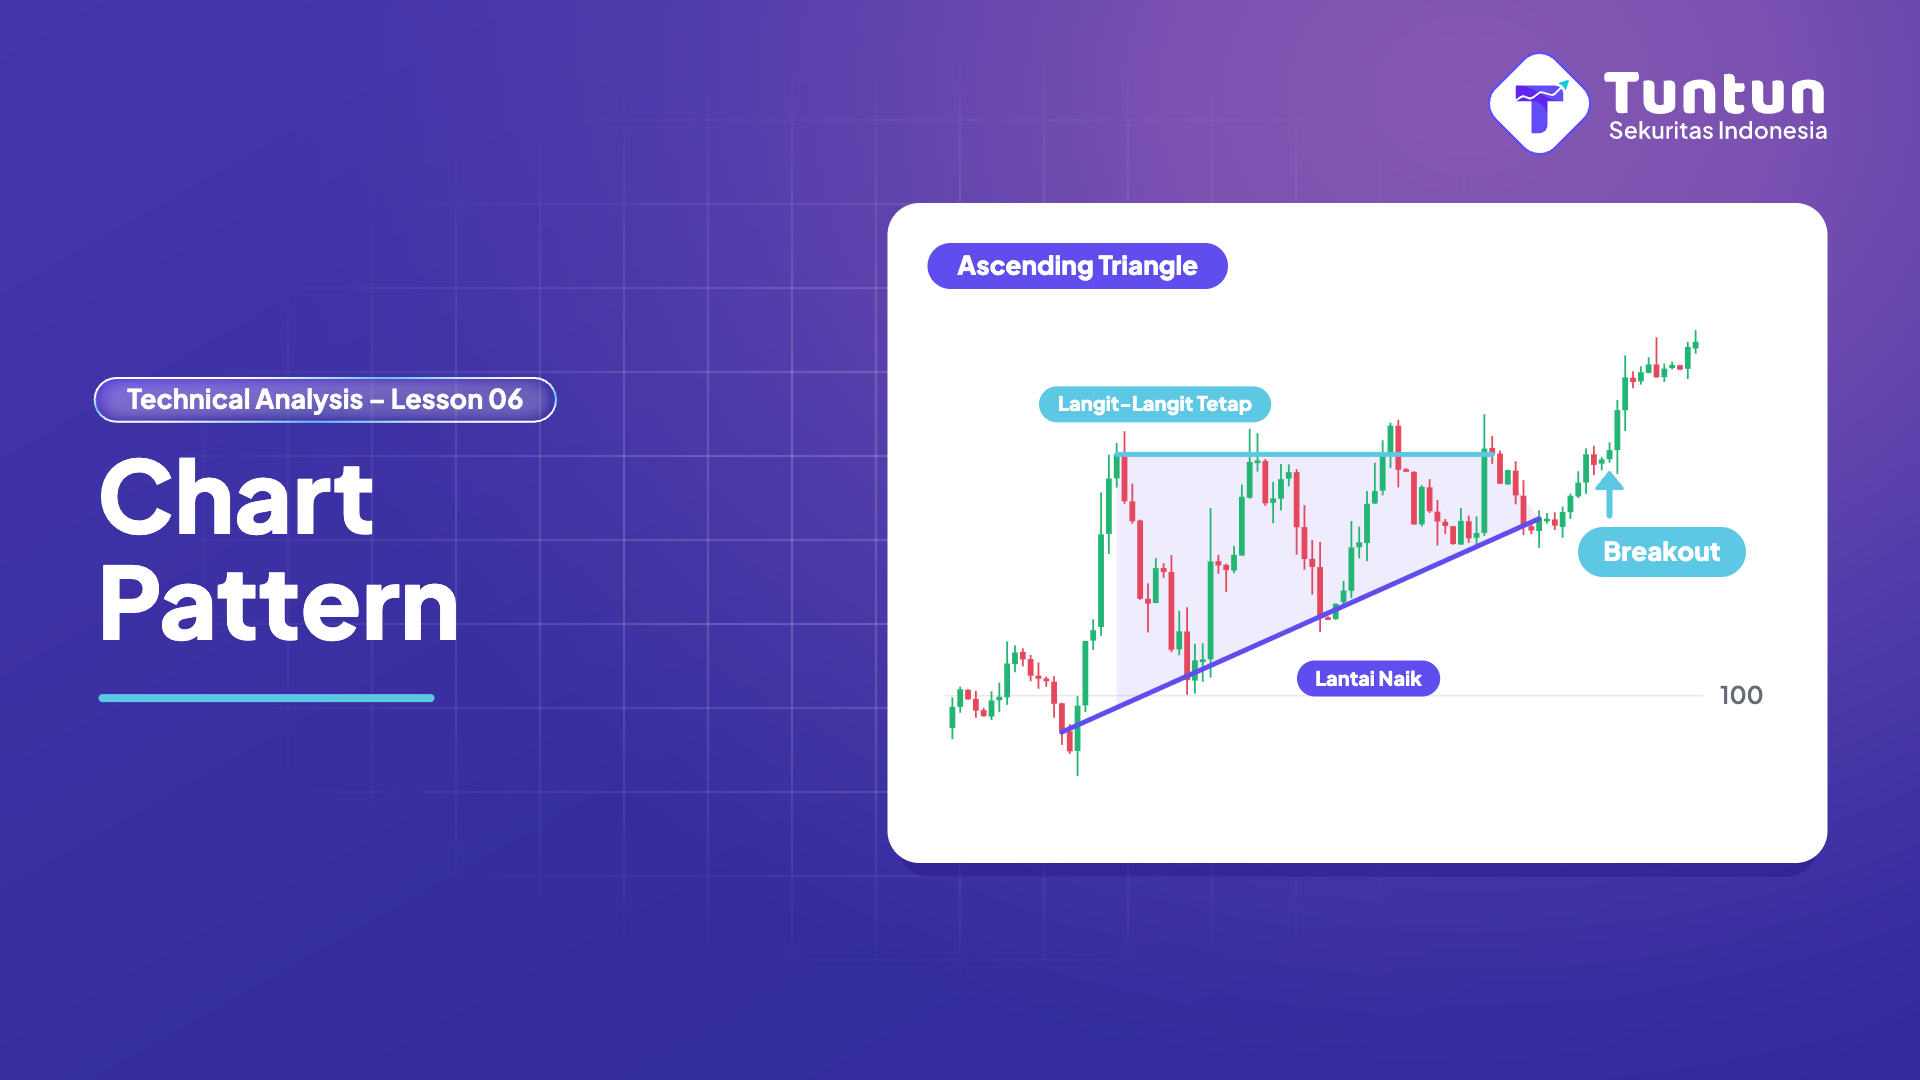 Tuntun
Sekuritas Indonesia
Technical Analysis – Lesson 06
Chart
Pattern
Ascending Triangle
Langit-Langit Tetap
Breakout
Lantai Naik
100